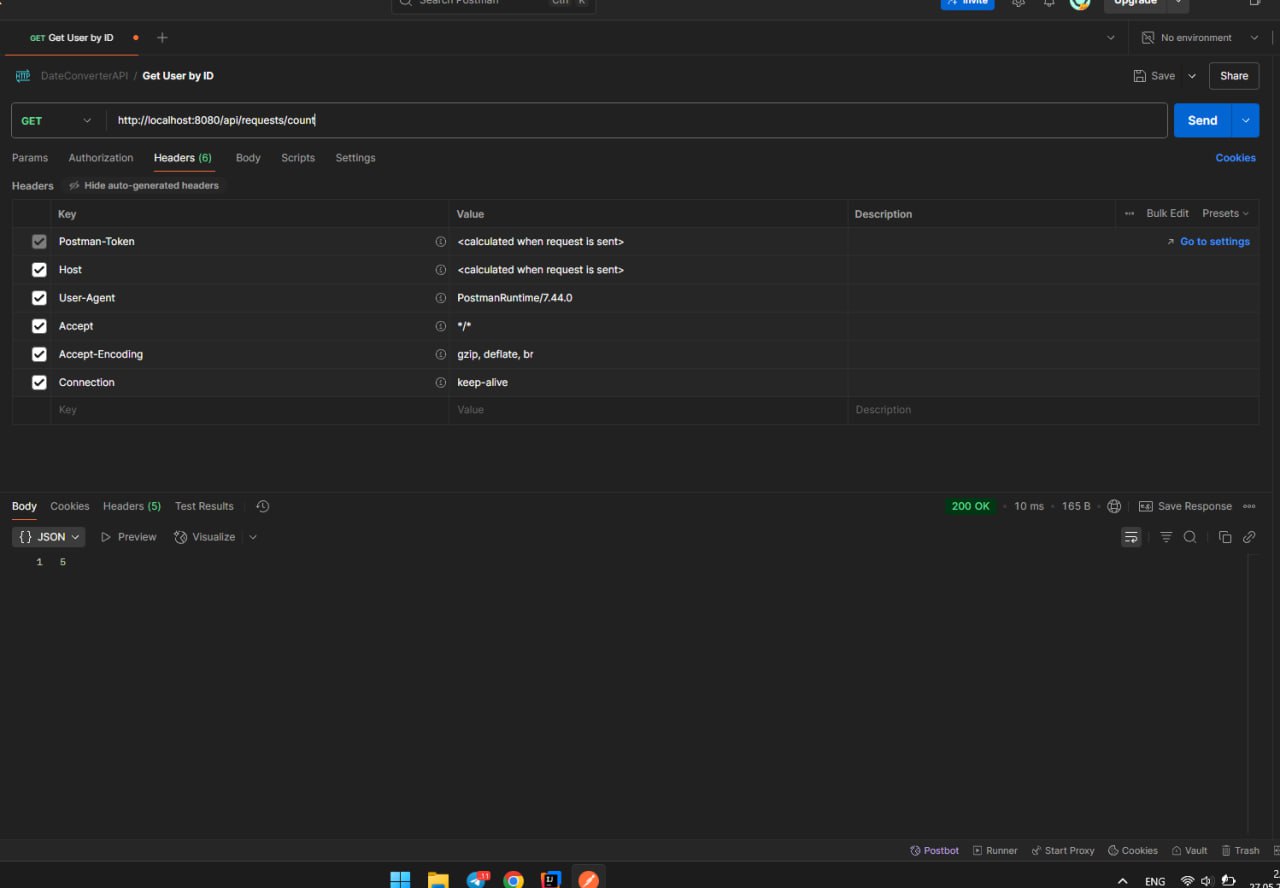 Search Postman Ctrl K Invite Upgrade
GET Get User by ID No environment
HTTP DateConverterAPI / Get User by ID Save Share
GET http://localhost:8080/api/requests/count Send
Params Authorization Headers (6) Body Scripts Settings Cookies
Headers Hide auto-generated headers
Key Value Description Bulk Edit Presets
Postman-Token <calculated when request is sent> Go to settings
Host <calculated when request is sent>
User-Agent PostmanRuntime/7.44.0
Accept */*
Accept-Encoding gzip, deflate, br
Connection keep-alive
Key Value Description
Body Cookies Headers (5) Test Results 200 OK 10 ms 165 B Save Response
{} JSON Preview Visualize
1 5
Postbot Runner Start Proxy Cookies Vault Trash
11 IJ ENG